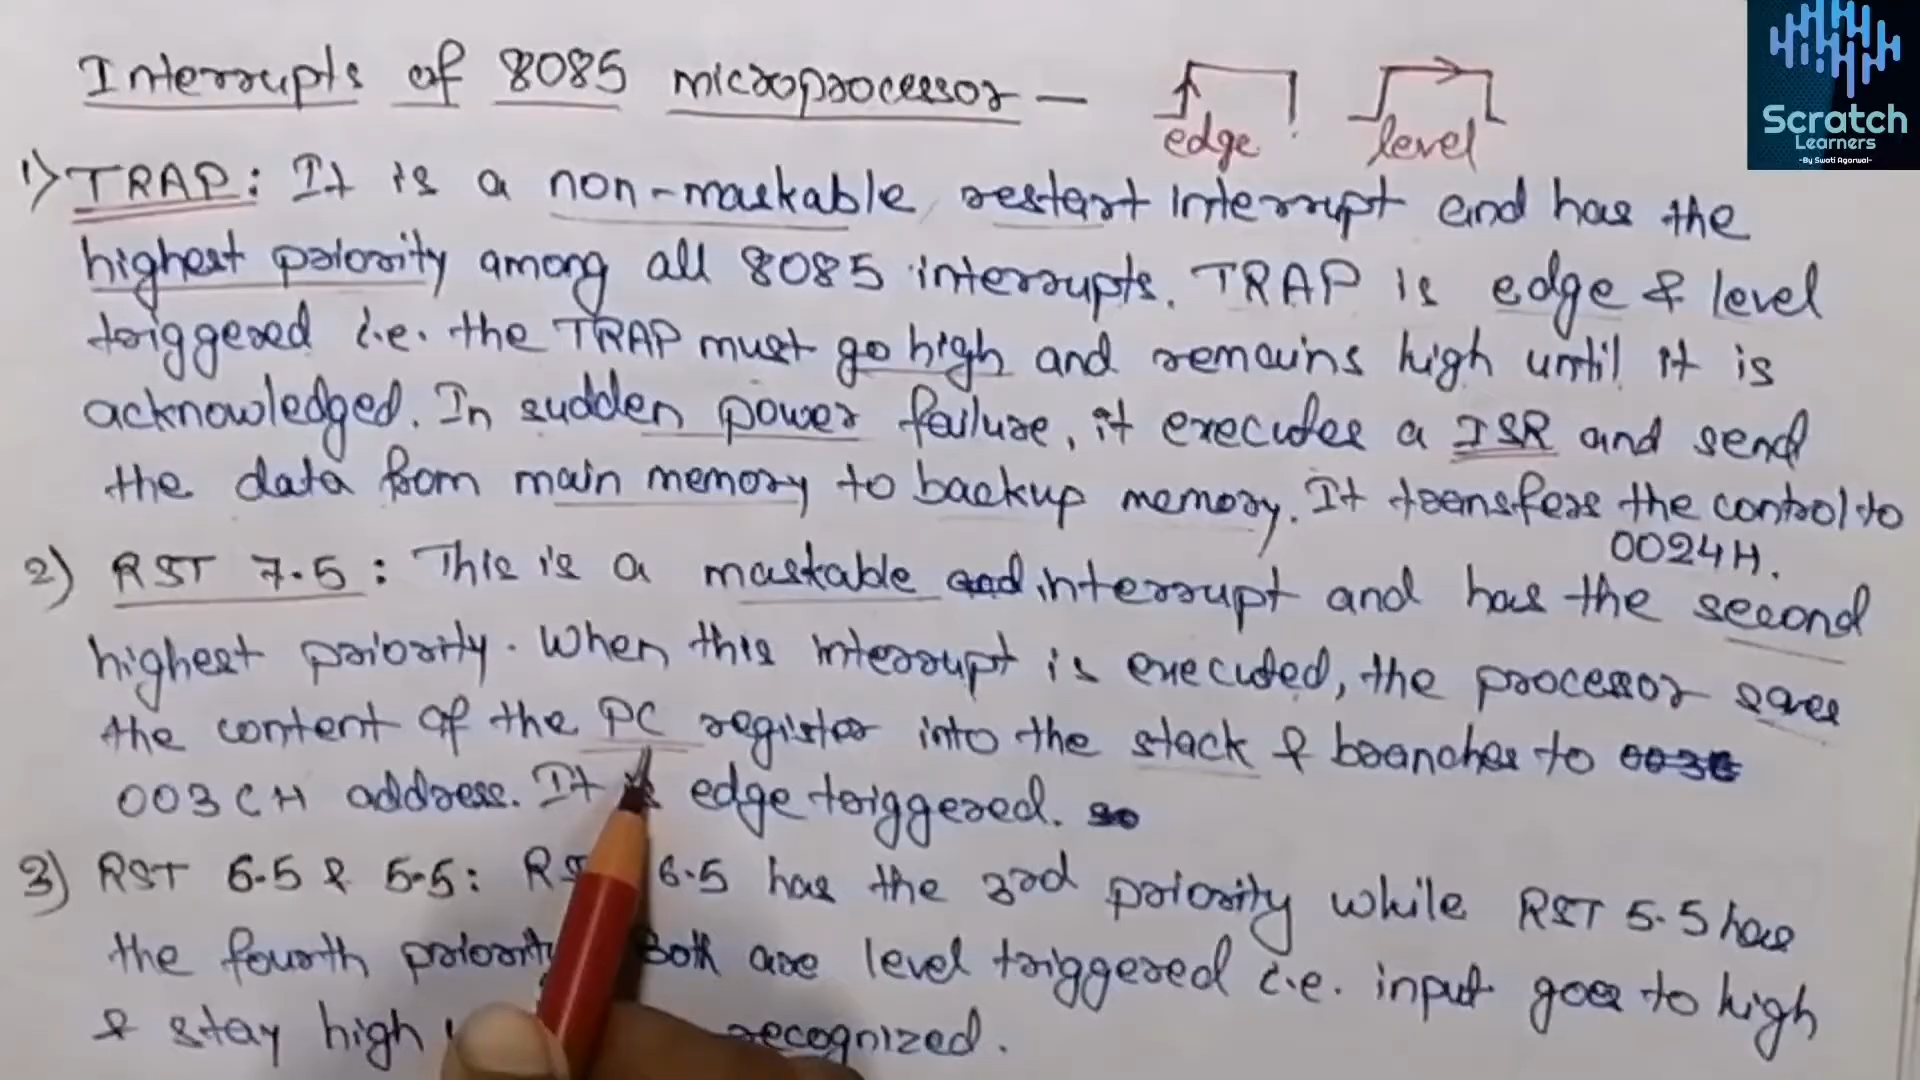 Interrupts of 8085 microprocessor —
edge level
Scratch
Learners
-By Swati Agarwal-
1) TRAP: It is a non-maskable, restart interrupt and has the
highest priority among all 8085 interrupts. TRAP is edge & level
triggered i.e. the TRAP must go high and remains high until it is
acknowledged. In sudden power failure, it executes a ISR and send
the data from main memory to backup memory. It transfers the control to
0024H.
2) RST 7.5: This is a maskable interrupt and has the second
highest priority. When this interrupt is executed, the processor saves
the content of the PC register into the stack & branches to
003CH address. It edge triggered.
3) RST 6.5 & 5.5: 6.5 has the 3rd priority while RST 5.5 has
the fourth priority Both are level triggered i.e. input goes to high
& stay high recognized.